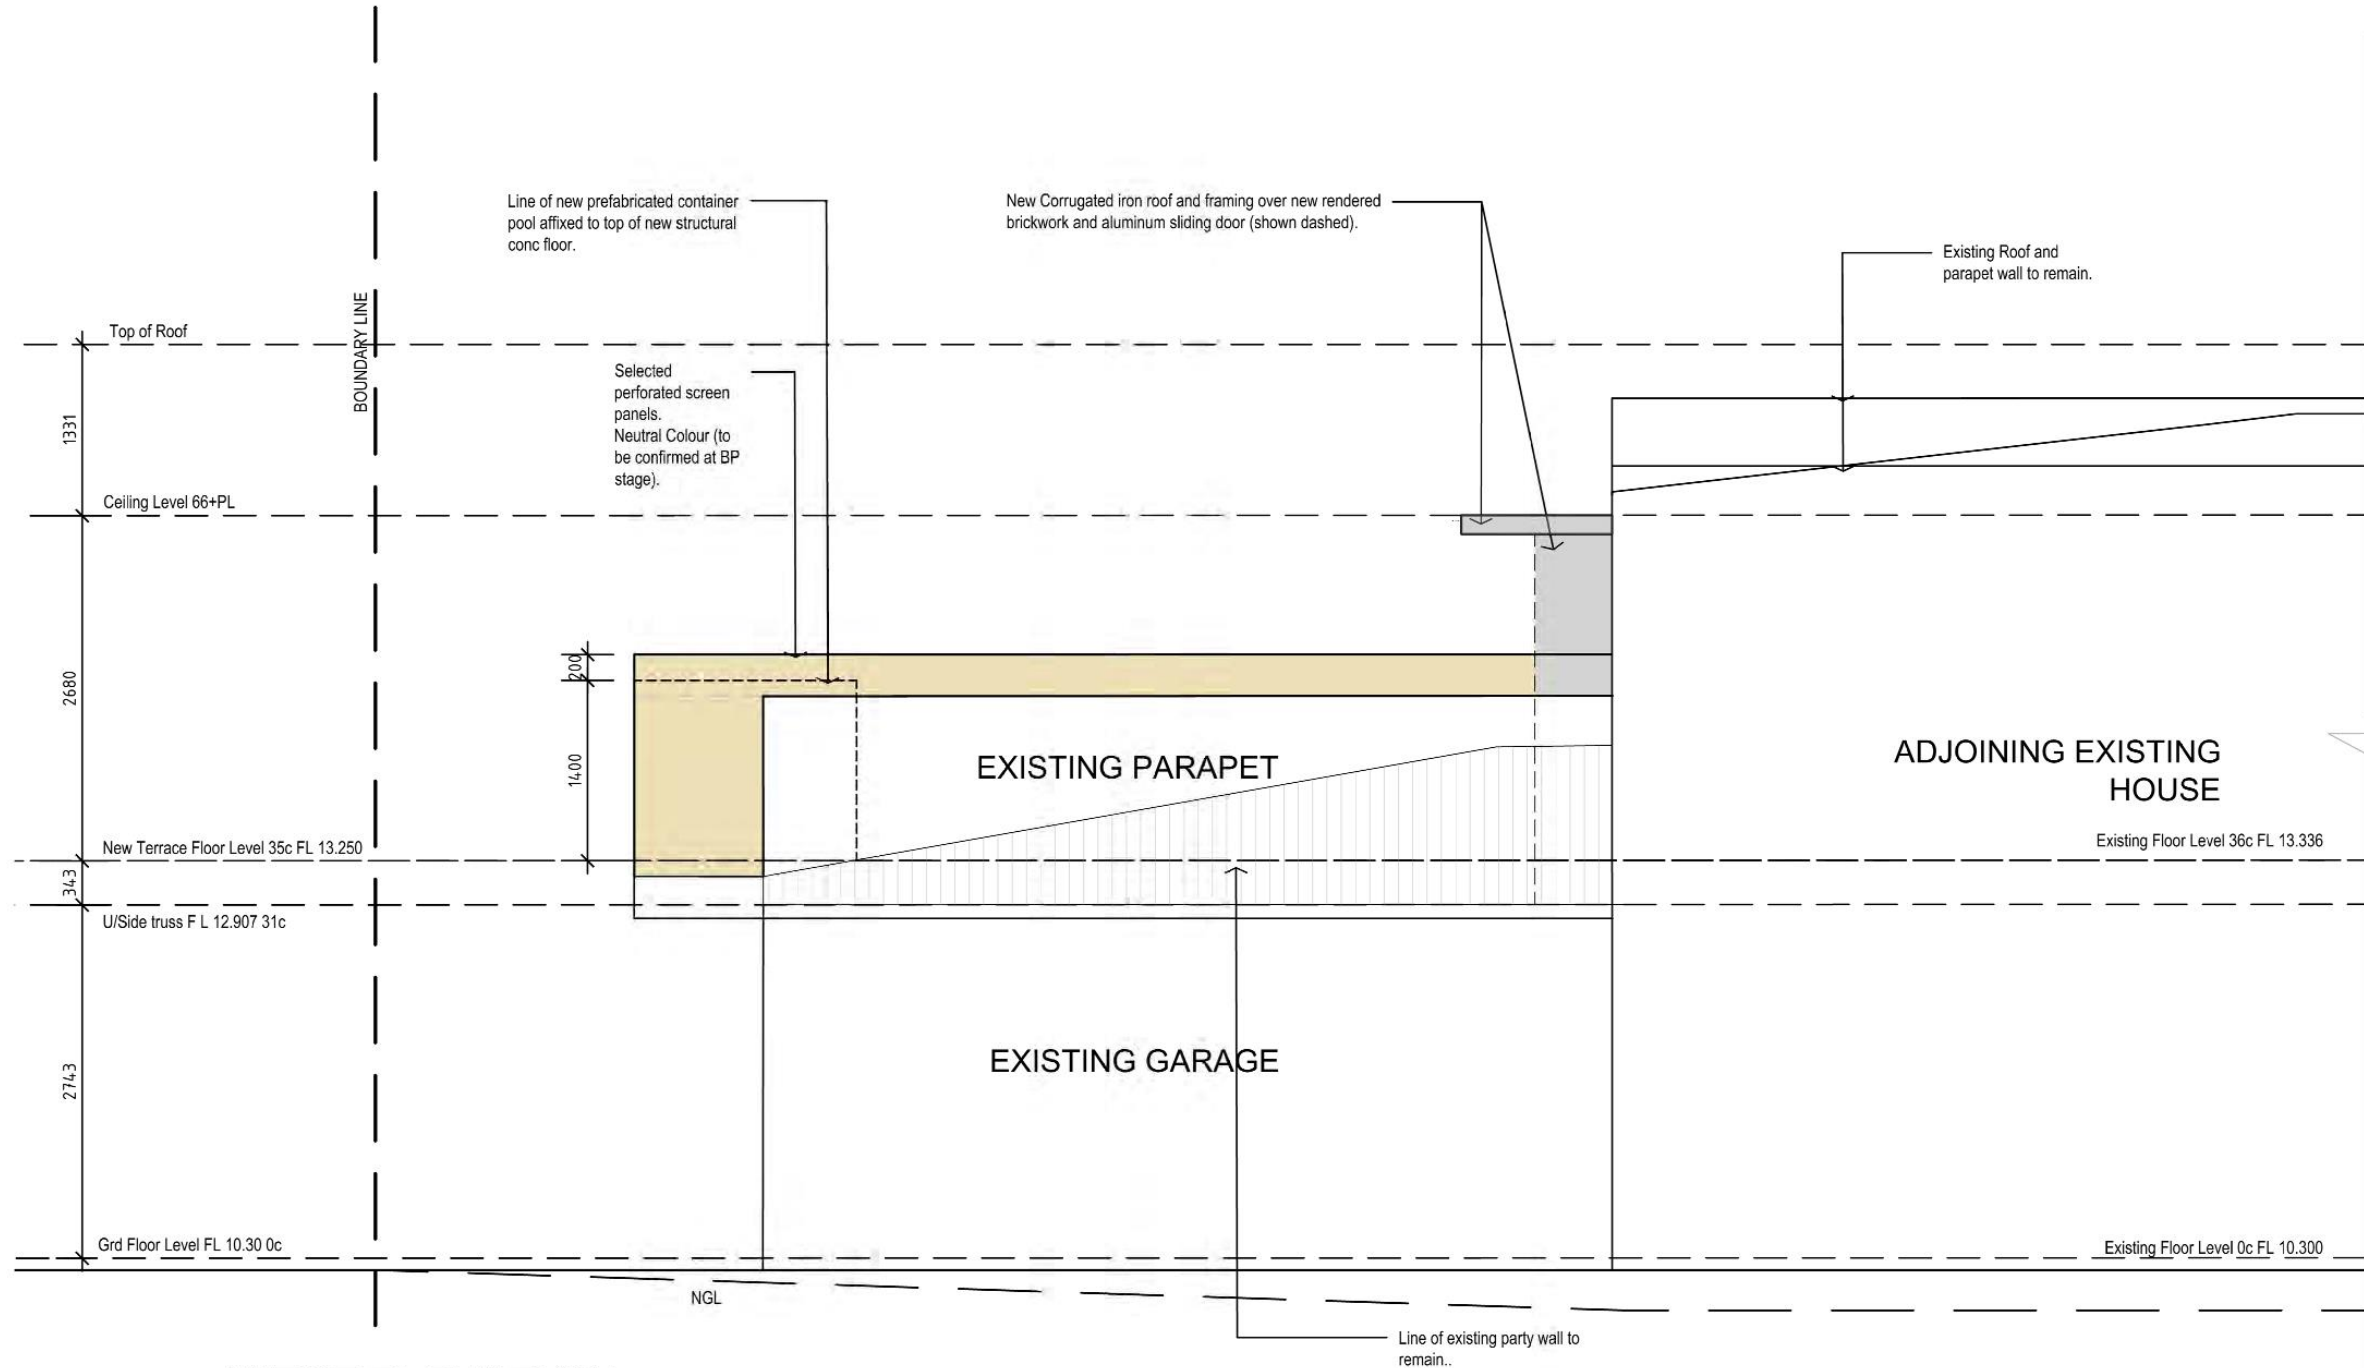 Line of new prefabricated container
pool affixed to top of new structural
conc floor.
New Corrugated iron roof and framing over new rendered
brickwork and aluminum sliding door (shown dashed).
Existing Roof and
parapet wall to remain.
BOUNDARY LINE
Top of Roof
Selected
perforated screen
panels.
Neutral Colour (to
be confirmed at BP
stage).
1331
Ceiling Level 66+PL
200
2680
1400
EXISTING PARAPET
ADJOINING EXISTING
HOUSE
New Terrace Floor Level 35c FL 13.250
Existing Floor Level 36c FL 13.336
343
U/Side truss F L 12.907 31c
EXISTING GARAGE
2743
Grd Floor Level FL 10.30 0c
Existing Floor Level 0c FL 10.300
NGL
Line of existing party wall to
remain..